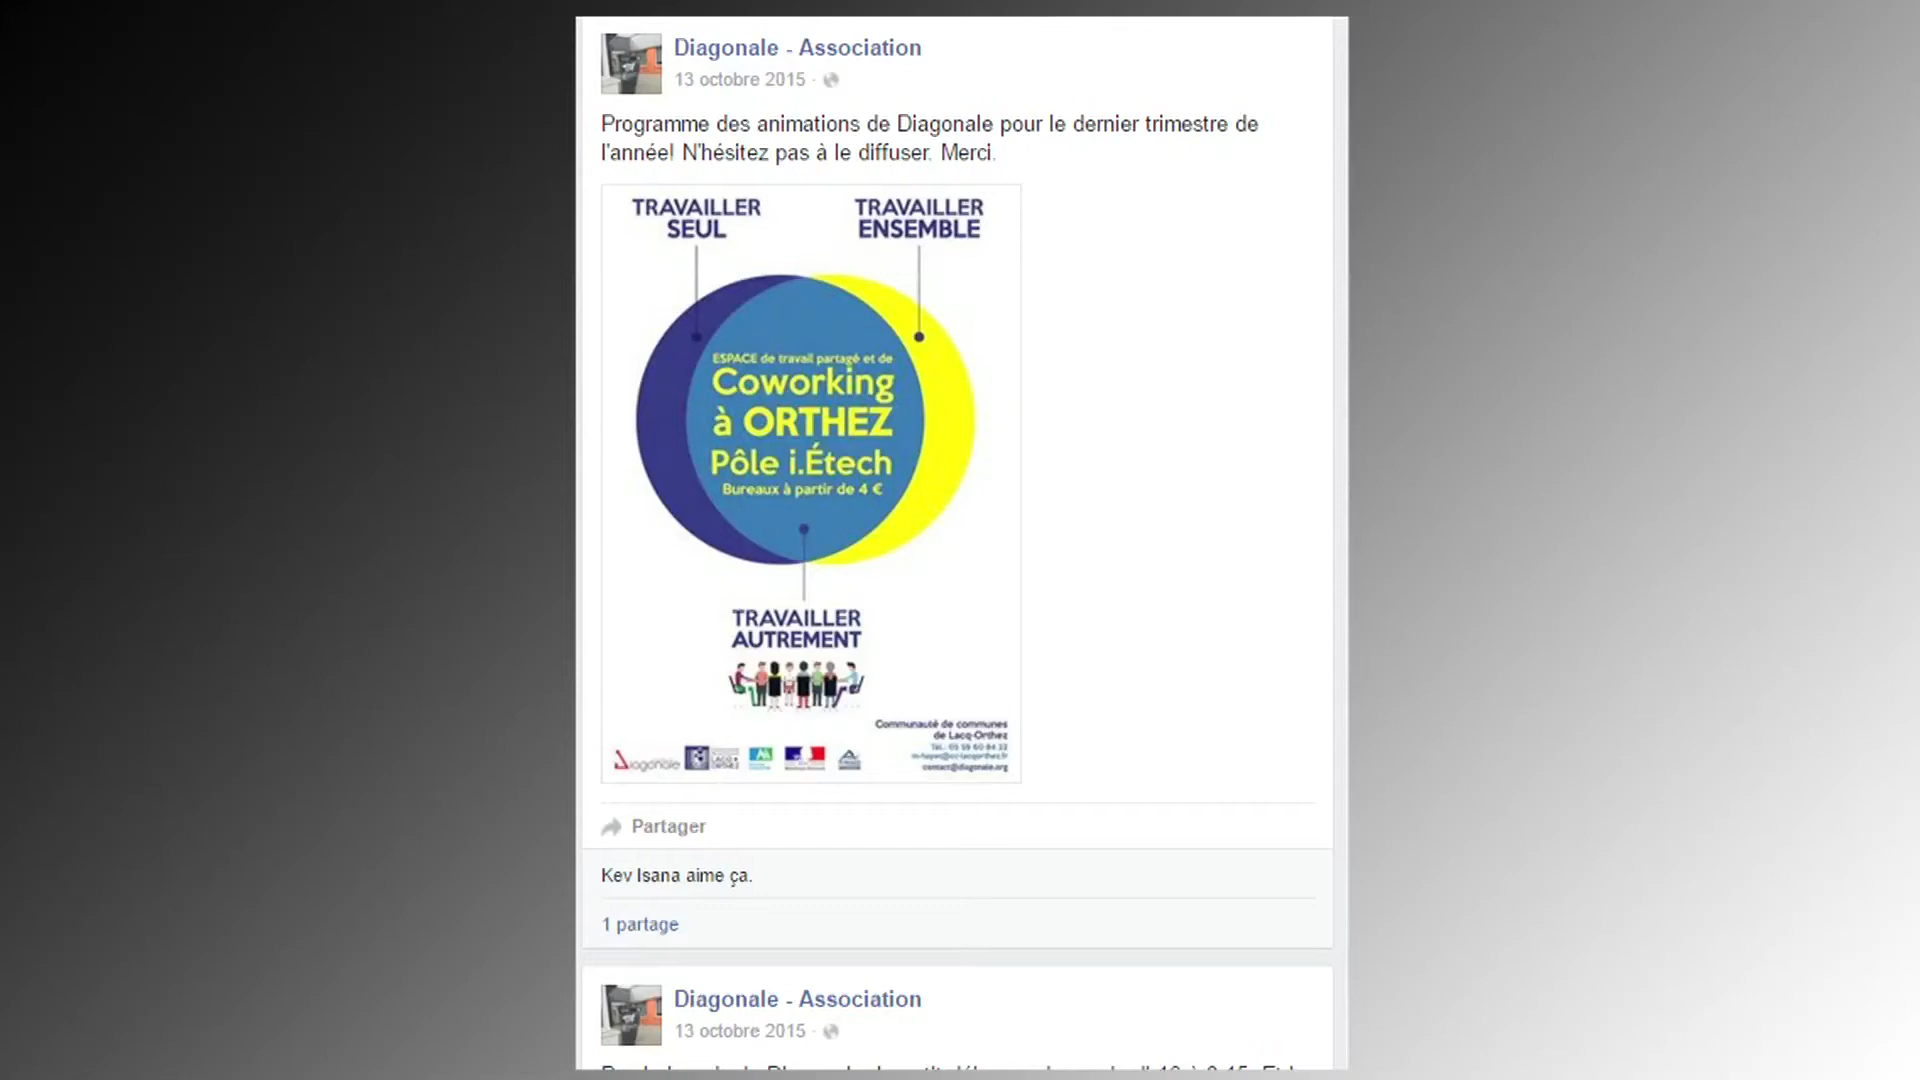 Diagonale - Association
13 octobre 2015 ·
Programme des animations de Diagonale pour le dernier trimestre de
l'année! N'hésitez pas à le diffuser. Merci.
TRAVAILLER
SEUL
TRAVAILLER
ENSEMBLE
ESPACE de travail partagé et de
Coworking
à ORTHEZ
Pôle i.Étech
Bureaux à partir de 4 €
TRAVAILLER
AUTREMENT
Communauté de communes
de Lacq-Orthez
contact@diagonale.org
Diagonale
Partager
Kev Isana aime ça.
1 partage
Diagonale - Association
13 octobre 2015 ·